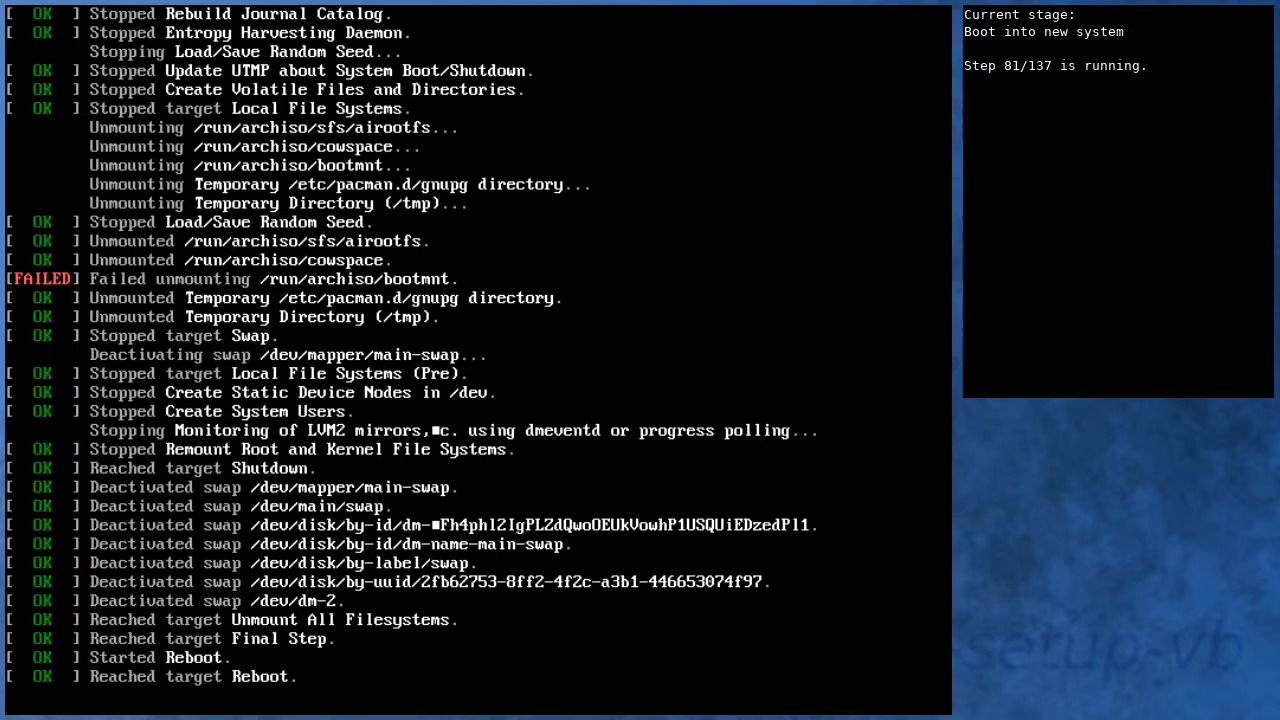 [  OK  ] Stopped Rebuild Journal Catalog.
[  OK  ] Stopped Entropy Harvesting Daemon.
Stopping Load/Save Random Seed...
[  OK  ] Stopped Update UTMP about System Boot/Shutdown.
[  OK  ] Stopped Create Volatile Files and Directories.
[  OK  ] Stopped target Local File Systems.
Unmounting /run/archiso/sfs/airootfs...
Unmounting /run/archiso/cowspace...
Unmounting /run/archiso/bootmnt...
Unmounting Temporary /etc/pacman.d/gnupg directory...
Unmounting Temporary Directory (/tmp)...
[  OK  ] Stopped Load/Save Random Seed.
[  OK  ] Unmounted /run/archiso/sfs/airootfs.
[  OK  ] Unmounted /run/archiso/cowspace.
[FAILED] Failed unmounting /run/archiso/bootmnt.
[  OK  ] Unmounted Temporary /etc/pacman.d/gnupg directory.
[  OK  ] Unmounted Temporary Directory (/tmp).
[  OK  ] Stopped target Swap.
Deactivating swap /dev/mapper/main-swap...
[  OK  ] Stopped target Local File Systems (Pre).
[  OK  ] Stopped Create Static Device Nodes in /dev.
[  OK  ] Stopped Create System Users.
Stopping Monitoring of LVM2 mirrors,■c. using dmeventd or progress polling...
[  OK  ] Stopped Remount Root and Kernel File Systems.
[  OK  ] Reached target Shutdown.
[  OK  ] Deactivated swap /dev/mapper/main-swap.
[  OK  ] Deactivated swap /dev/main/swap.
[  OK  ] Deactivated swap /dev/disk/by-id/dm-■Fh4phl2IgPLZdQwoOEUkVowhP1USQUiEDzedPl1.
[  OK  ] Deactivated swap /dev/disk/by-id/dm-name-main-swap.
[  OK  ] Deactivated swap /dev/disk/by-label/swap.
[  OK  ] Deactivated swap /dev/disk/by-uuid/2fb62753-8ff2-4f2c-a3b1-446653074f97.
[  OK  ] Deactivated swap /dev/dm-2.
[  OK  ] Reached target Unmount All Filesystems.
[  OK  ] Reached target Final Step.
[  OK  ] Started Reboot.
[  OK  ] Reached target Reboot.
Current stage:
Boot into new system
Step 81/137 is running.
-setup-vb